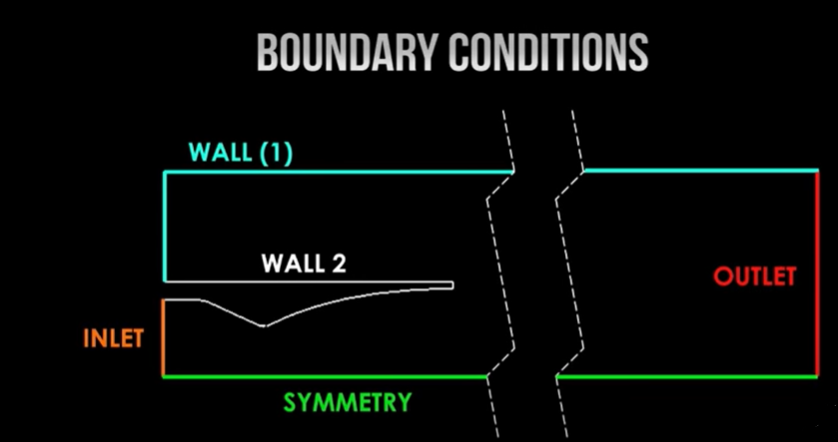 BOUNDARY CONDITIONS
WALL (1)
WALL 2
OUTLET
INLET
SYMMETRY